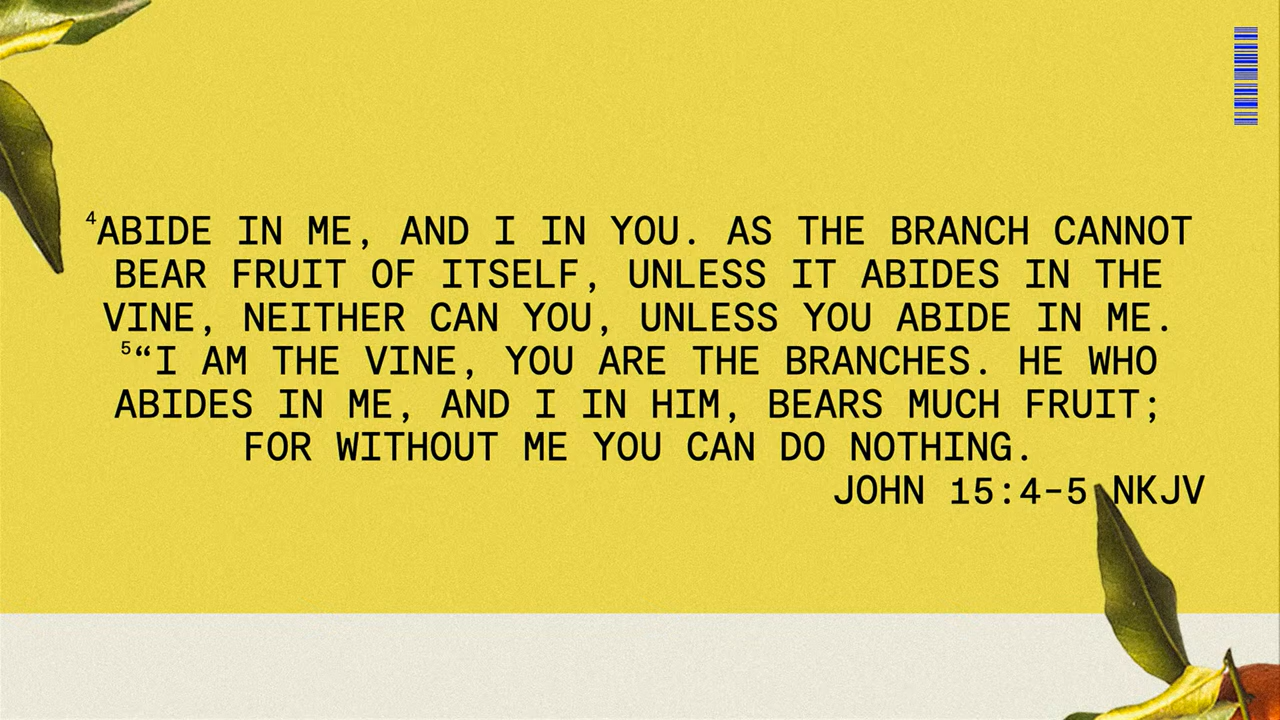 ⁴ABIDE IN ME, AND I IN YOU. AS THE BRANCH CANNOT
BEAR FRUIT OF ITSELF, UNLESS IT ABIDES IN THE
VINE, NEITHER CAN YOU, UNLESS YOU ABIDE IN ME.
⁵“I AM THE VINE, YOU ARE THE BRANCHES. HE WHO
ABIDES IN ME, AND I IN HIM, BEARS MUCH FRUIT;
FOR WITHOUT ME YOU CAN DO NOTHING.
JOHN 15:4-5 NKJV